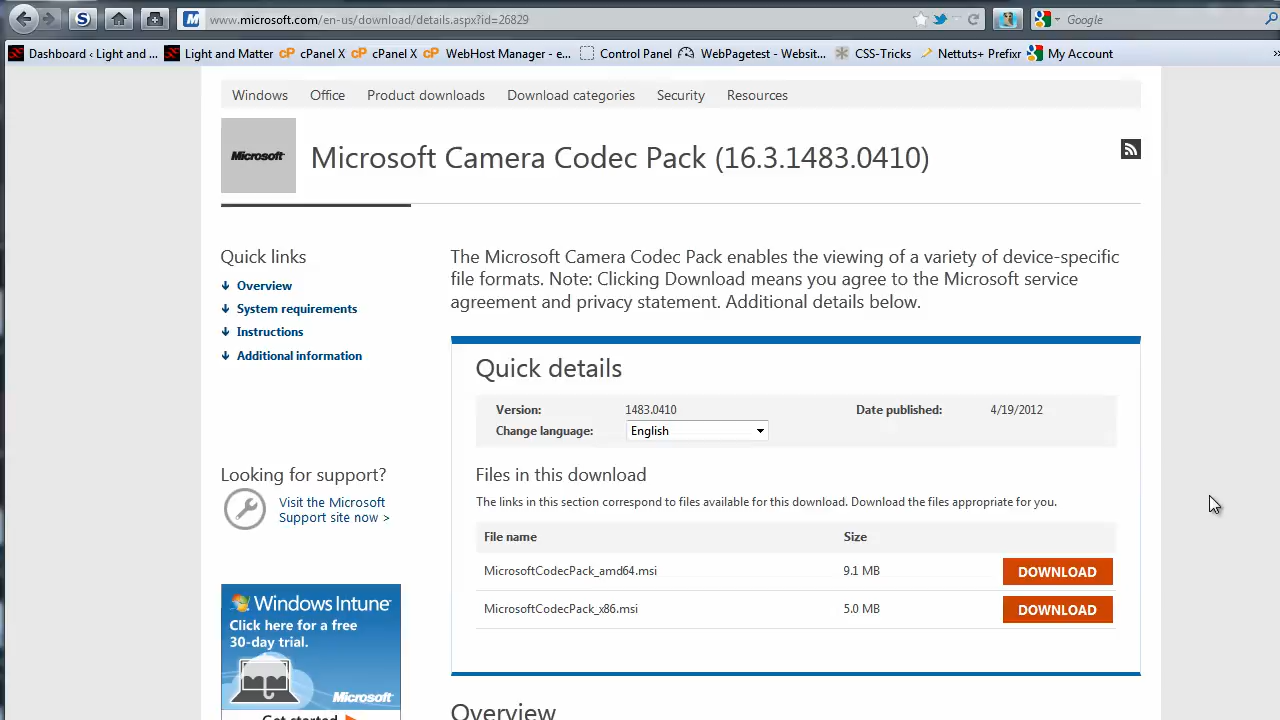 www.microsoft.com/en-us/download/details.aspx?id=26829
Google
Dashboard ‹ Light and ... Light and Matter cPanel X cPanel X WebHost Manager - e... Control Panel WebPagetest - Websit... CSS-Tricks Nettuts+ Prefixr My Account »
Windows Office Product downloads Download categories Security Resources
Microsoft
Microsoft Camera Codec Pack (16.3.1483.0410)
Quick links
Overview
System requirements
Instructions
Additional information
Looking for support?
Visit the Microsoft
Support site now >
Windows Intune
Click here for a free
30-day trial.
Microsoft
Get started
The Microsoft Camera Codec Pack enables the viewing of a variety of device-specific
file formats. Note: Clicking Download means you agree to the Microsoft service
agreement and privacy statement. Additional details below.
Quick details
Version: 1483.0410 Date published: 4/19/2012
Change language: English
Files in this download
The links in this section correspond to files available for this download. Download the files appropriate for you.
File name Size
MicrosoftCodecPack_amd64.msi 9.1 MB DOWNLOAD
MicrosoftCodecPack_x86.msi 5.0 MB DOWNLOAD
Overview